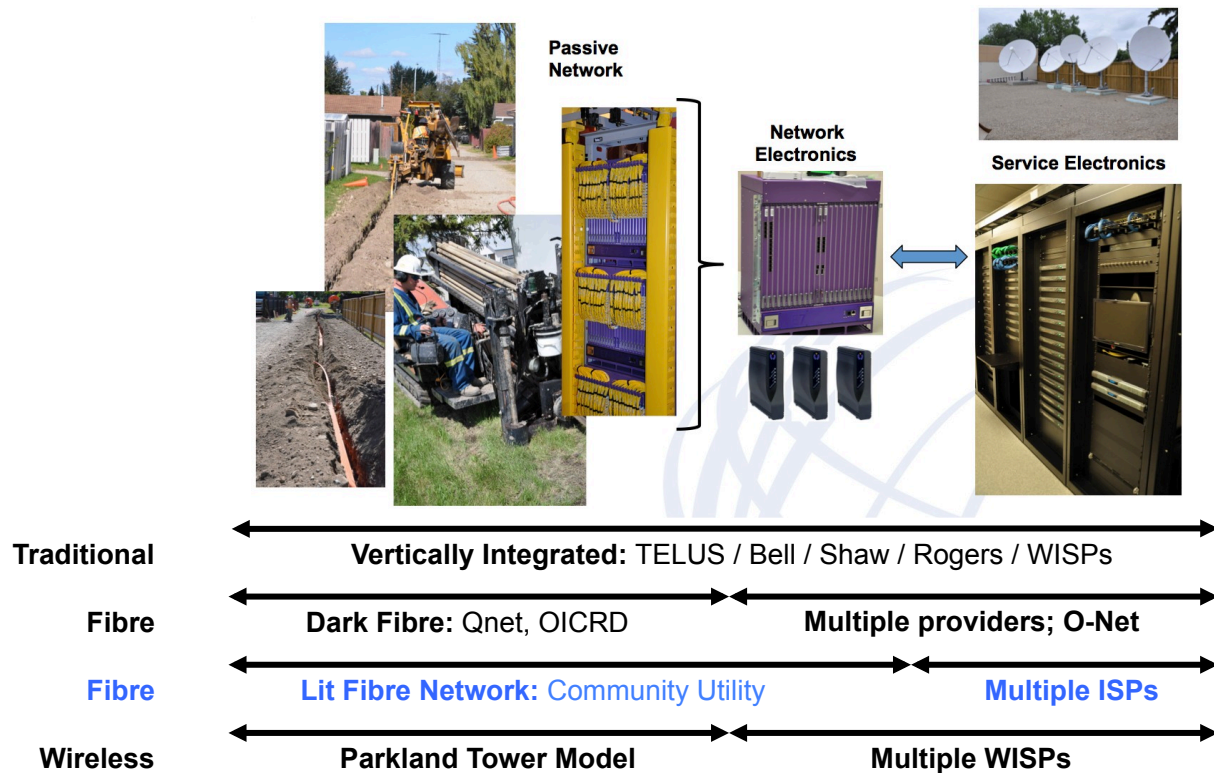 Passive
Network
Network
Electronics
Service Electronics
Traditional
Vertically Integrated: TELUS / Bell / Shaw / Rogers / WISPs
Fibre
Dark Fibre: Qnet, OICRD
Multiple providers; O-Net
Fibre
Lit Fibre Network: Community Utility
Multiple ISPs
Wireless
Parkland Tower Model
Multiple WISPs